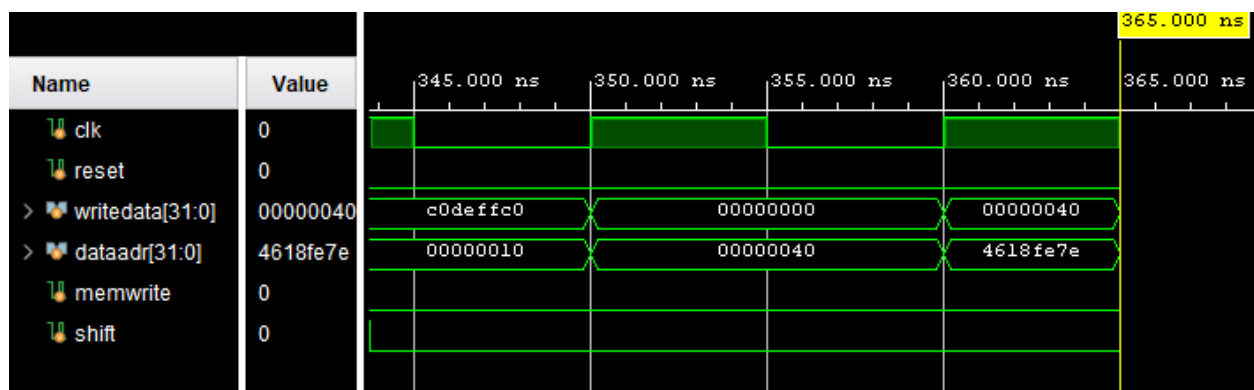 365.000 ns
Name Value 345.000 ns 350.000 ns 355.000 ns 360.000 ns 365.000 ns
clk 0
reset 0
writedata[31:0] 00000040 c0deffc0 00000000 00000040
dataadr[31:0] 4618fe7e 00000010 00000040 4618fe7e
memwrite 0
shift 0